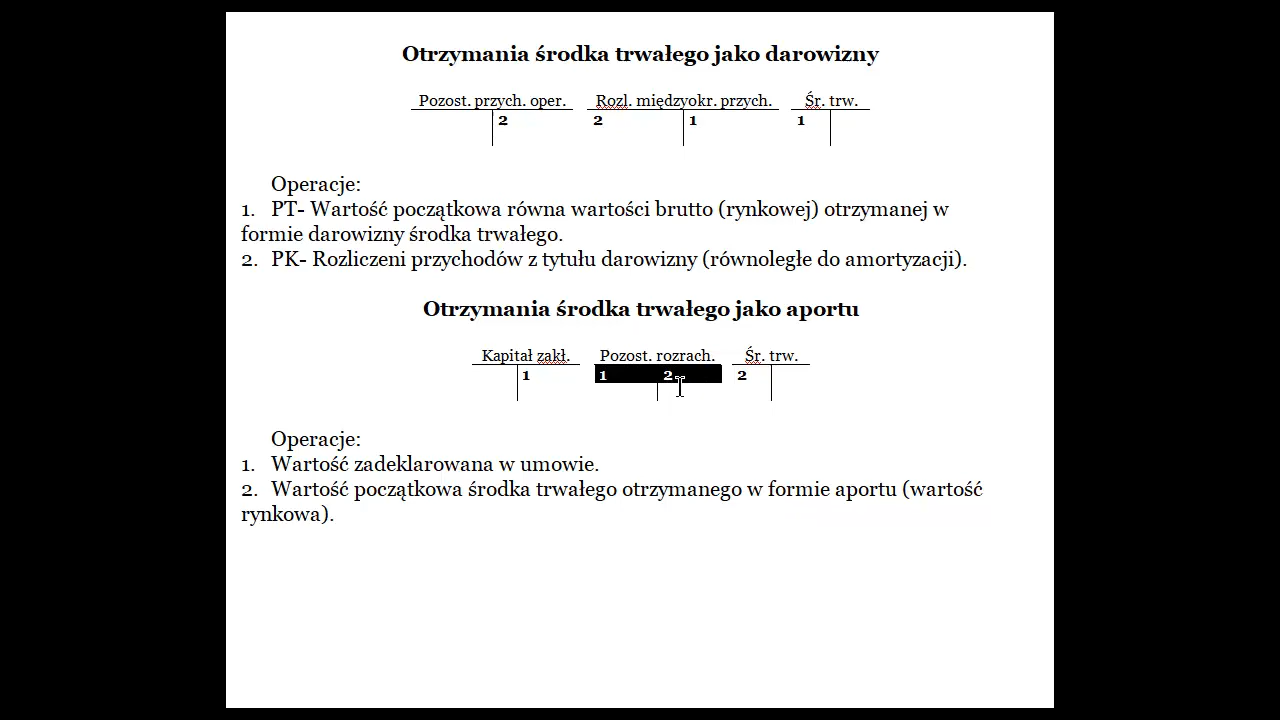 Otrzymania środka trwałego jako darowizny
Pozost. przych. oper. Rozl. międzyokr. przych. Śr. trw.
2 2 1 1
Operacje:
1. PT- Wartość początkowa równa wartości brutto (rynkowej) otrzymanej w
formie darowizny środka trwałego.
2. PK- Rozliczeni przychodów z tytułu darowizny (równoległe do amortyzacji).
Otrzymania środka trwałego jako aportu
Kapitał zakł. Pozost. rozrach. Śr. trw.
1 1 2 2
Operacje:
1. Wartość zadeklarowana w umowie.
2. Wartość początkowa środka trwałego otrzymanego w formie aportu (wartość
rynkowa).